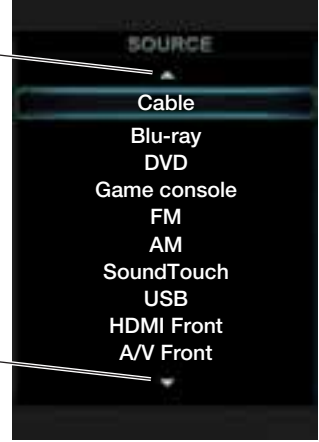 SOURCE
Cable
Blu-ray
DVD
Game console
FM
AM
SoundTouch
USB
HDMI Front
A/V Front